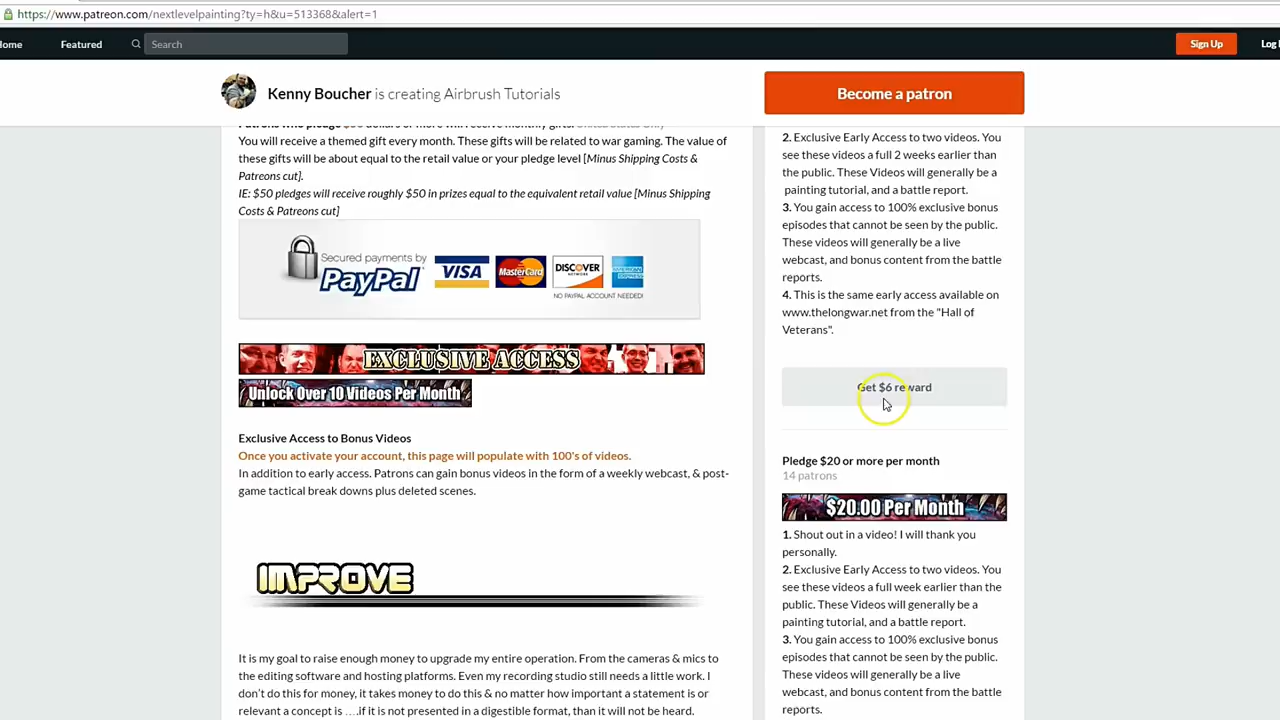 https://www.patreon.com/nextlevelpainting?ty=h&u=513368&alert=1
Home
Featured
Search
Sign Up
Log
Kenny Boucher is creating Airbrush Tutorials
Become a patron
You will receive a themed gift every month. These gifts will be related to war gaming. The value of
these gifts will be about equal to the retail value or your pledge level [Minus Shipping Costs &
Patreons cut].
IE: $50 pledges will receive roughly $50 in prizes equal to the equivalent retail value [Minus Shipping
Costs & Patreons cut]
Secured payments by
PayPal
VISA
MasterCard
DISCOVER
NETWORK
AMERICAN
EXPRESS
NO PAYPAL ACCOUNT NEEDED!
EXCLUSIVE ACCESS
Unlock Over 10 Videos Per Month
Exclusive Access to Bonus Videos
Once you activate your account, this page will populate with 100's of videos.
In addition to early access. Patrons can gain bonus videos in the form of a weekly webcast, & post-
game tactical break downs plus deleted scenes.
IMPROVE
It is my goal to raise enough money to upgrade my entire operation. From the cameras & mics to
the editing software and hosting platforms. Even my recording studio still needs a little work. I
don't do this for money, it takes money to do this & no matter how important a statement is or
relevant a concept is ….if it is not presented in a digestible format, than it will not be heard.
2. Exclusive Early Access to two videos. You
see these videos a full 2 weeks earlier than
the public. These Videos will generally be a
painting tutorial, and a battle report.
3. You gain access to 100% exclusive bonus
episodes that cannot be seen by the public.
These videos will generally be a live
webcast, and bonus content from the battle
reports.
4. This is the same early access available on
www.thelongwar.net from the "Hall of
Veterans".
Get $6 reward
Pledge $20 or more per month
14 patrons
$20.00 Per Month
1. Shout out in a video! I will thank you
personally.
2. Exclusive Early Access to two videos. You
see these videos a full week earlier than the
public. These Videos will generally be a
painting tutorial, and a battle report.
3. You gain access to 100% exclusive bonus
episodes that cannot be seen by the public.
These videos will generally be a live
webcast, and bonus content from the battle
reports.